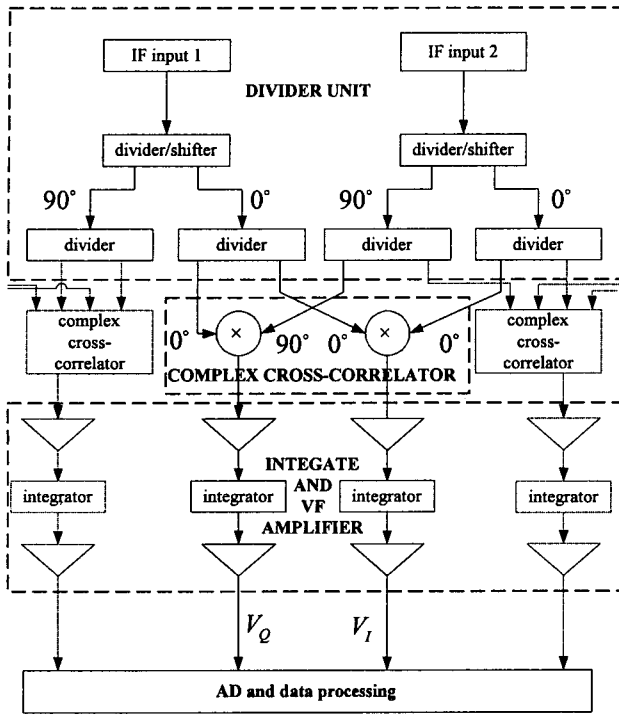 IF input 1
IF input 2
DIVIDER UNIT
divider/shifter
divider/shifter
90°
0°
90°
0°
divider
divider
divider
divider
complex
cross-
correlator
0°
×
90°
0°
×
0°
complex
cross-
correlator
COMPLEX CROSS-CORRELATOR
INTEGATE
AND
VF
AMPLIFIER
integrator
integrator
integrator
integrator
V_Q
V_I
AD and data processing